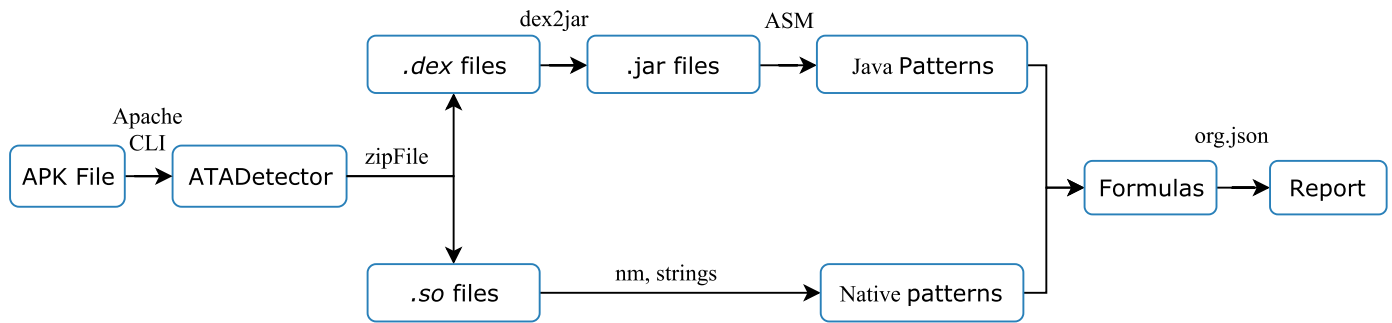 dex2jar
ASM
.dex files
.jar files
Java Patterns
Apache
CLI
zipFile
org.json
APK File
ATADetector
Formulas
Report
nm, strings
.so files
Native patterns